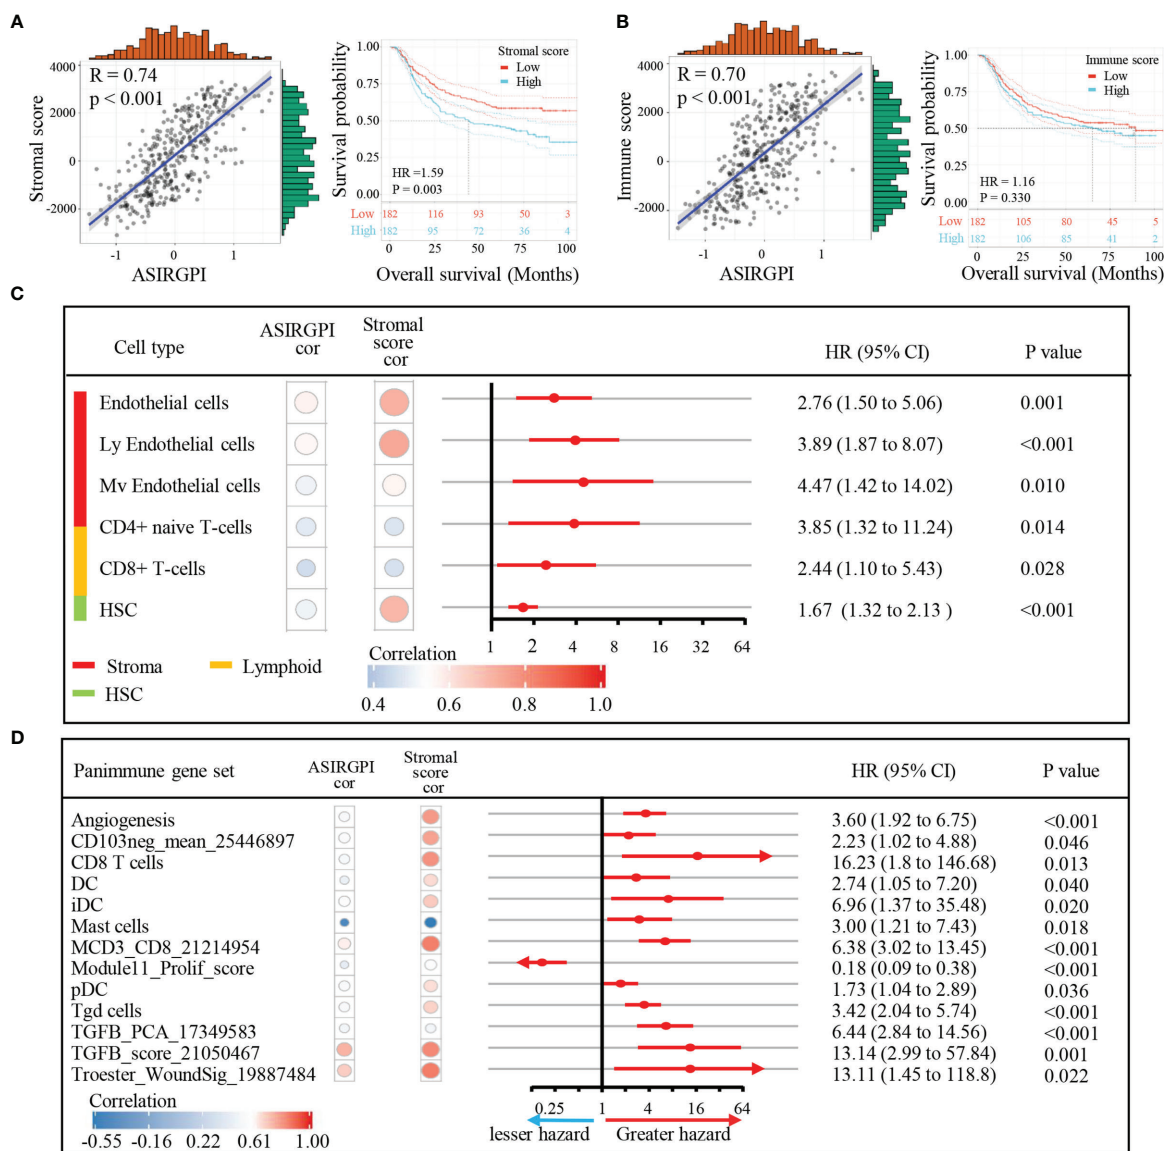 A
R = 0.74
p < 0.001
Stromal score
4000
2000
0
-2000
-1 0 1
ASIRGPI
Survival probability
1.00
0.75
0.50
0.25
0.00
Stromal score
Low
High
HR =1.59
P = 0.003
Low 182 116 93 50 3
High 182 95 72 36 4
0 25 50 75 100
Overall survival (Months)
B
R = 0.70
p < 0.001
Immune score
4000
2000
0
-2000
-1 0 1
ASIRGPI
Survival probability
1.00
0.75
0.50
0.25
0.00
Immune score
Low
High
HR = 1.16
P = 0.330
Low 182 105 80 45 5
High 182 106 85 41 2
0 25 50 75 100
Overall survival (Months)
C
Cell type ASIRGPI cor Stromal score cor HR (95% CI) P value
Endothelial cells 2.76 (1.50 to 5.06) 0.001
Ly Endothelial cells 3.89 (1.87 to 8.07) <0.001
Mv Endothelial cells 4.47 (1.42 to 14.02) 0.010
CD4+ naive T-cells 3.85 (1.32 to 11.24) 0.014
CD8+ T-cells 2.44 (1.10 to 5.43) 0.028
HSC 1.67 (1.32 to 2.13 ) <0.001
1 2 4 8 16 32 64
Stroma Lymphoid
HSC
Correlation
0.4 0.6 0.8 1.0
D
Panimmune gene set ASIRGPI cor Stromal score cor HR (95% CI) P value
Angiogenesis 3.60 (1.92 to 6.75) <0.001
CD103neg_mean_25446897 2.23 (1.02 to 4.88) 0.046
CD8 T cells 16.23 (1.8 to 146.68) 0.013
DC 2.74 (1.05 to 7.20) 0.040
iDC 6.96 (1.37 to 35.48) 0.020
Mast cells 3.00 (1.21 to 7.43) 0.018
MCD3_CD8_21214954 6.38 (3.02 to 13.45) <0.001
Module11_Prolif_score 0.18 (0.09 to 0.38) <0.001
pDC 1.73 (1.04 to 2.89) 0.036
Tgd cells 3.42 (2.04 to 5.74) <0.001
TGFB_PCA_17349583 6.44 (2.84 to 14.56) <0.001
TGFB_score_21050467 13.14 (2.99 to 57.84) 0.001
Troester_WoundSig_19887484 13.11 (1.45 to 118.8) 0.022
Correlation
-0.55 -0.16 0.22 0.61 1.00
0.25 1 4 16 64
lesser hazard Greater hazard